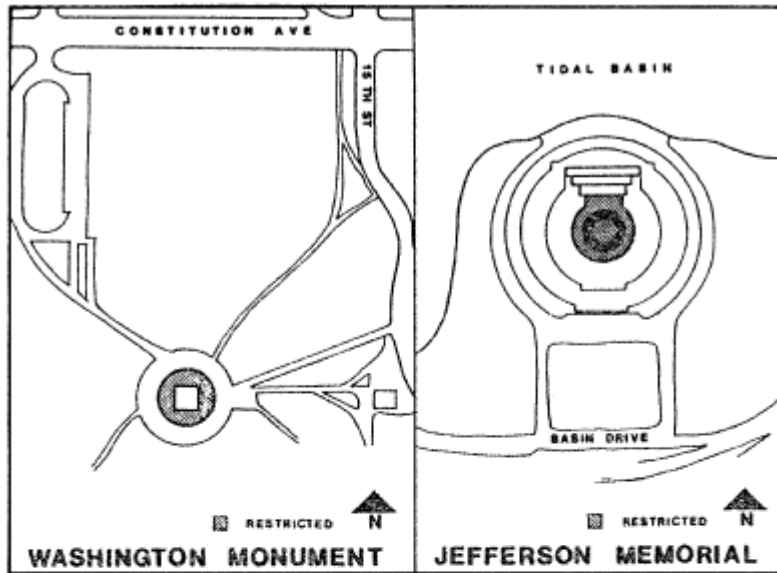 CONSTITUTION AVE
15 TH ST
RESTRICTED
N
WASHINGTON MONUMENT
TIDAL BASIN
BASIN DRIVE
RESTRICTED
N
JEFFERSON MEMORIAL